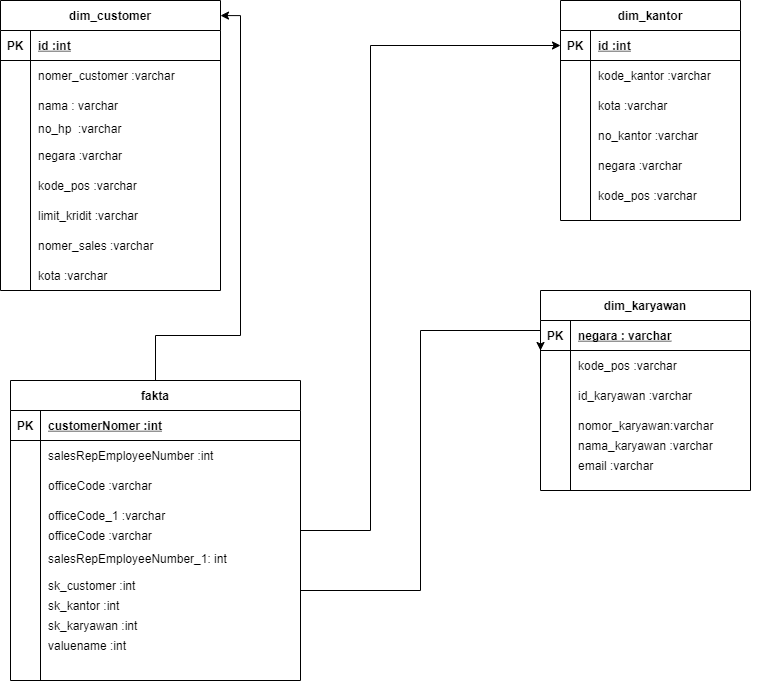 dim_customer
PK id :int
nomer_customer :varchar
nama : varchar
no_hp :varchar
negara :varchar
kode_pos :varchar
limit_kridit :varchar
nomer_sales :varchar
kota :varchar
dim_kantor
PK id :int
kode_kantor :varchar
kota :varchar
no_kantor :varchar
negara :varchar
kode_pos :varchar
dim_karyawan
PK negara : varchar
kode_pos :varchar
id_karyawan :varchar
nomor_karyawan:varchar
nama_karyawan :varchar
email :varchar
fakta
PK customerNomer :int
salesRepEmployeeNumber :int
officeCode :varchar
officeCode_1 :varchar
officeCode :varchar
salesRepEmployeeNumber_1: int
sk_customer :int
sk_kantor :int
sk_karyawan :int
valuename :int